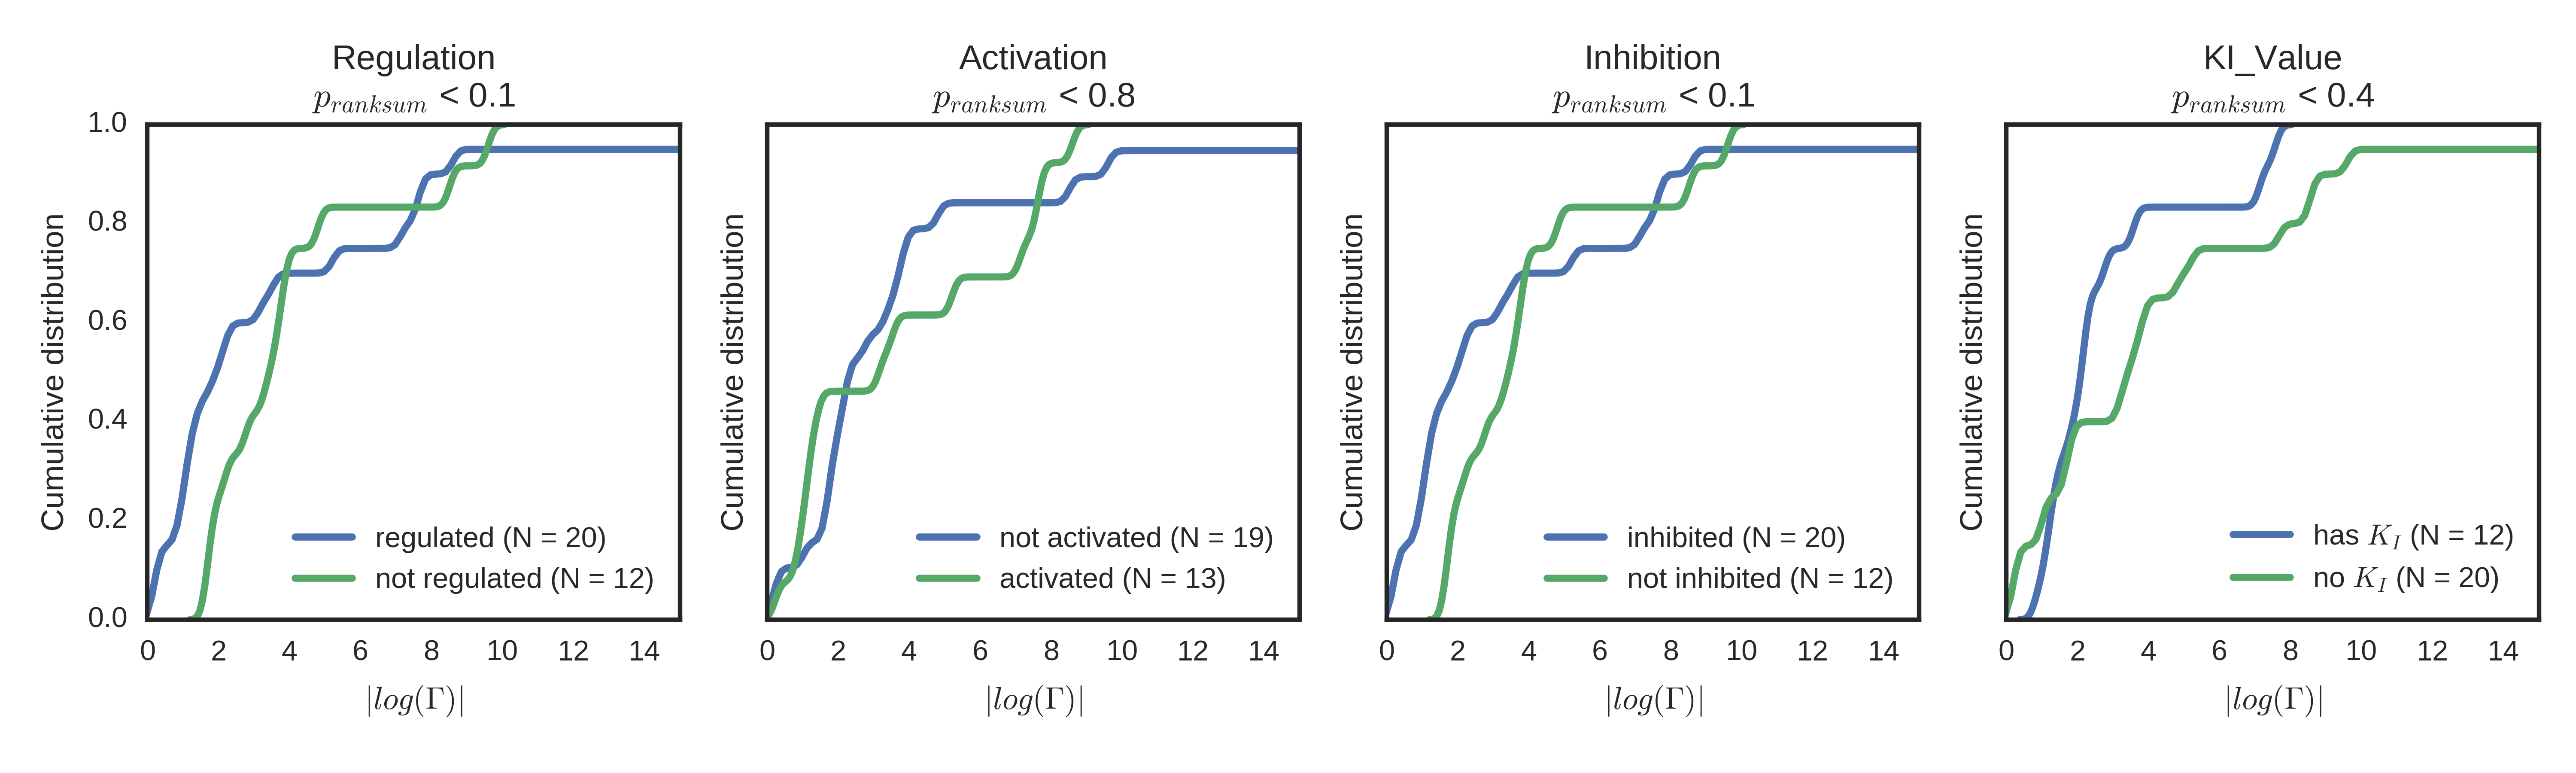 Regulation
p_ranksum < 0.1
1.0
0.8
0.6
0.4
0.2
0.0
Cumulative distribution
regulated (N = 20)
not regulated (N = 12)
0 2 4 6 8 10 12 14
|log(Γ)|
Activation
p_ranksum < 0.8
Cumulative distribution
not activated (N = 19)
activated (N = 13)
0 2 4 6 8 10 12 14
|log(Γ)|
Inhibition
p_ranksum < 0.1
Cumulative distribution
inhibited (N = 20)
not inhibited (N = 12)
0 2 4 6 8 10 12 14
|log(Γ)|
KI_Value
p_ranksum < 0.4
Cumulative distribution
has K_I (N = 12)
no K_I (N = 20)
0 2 4 6 8 10 12 14
|log(Γ)|